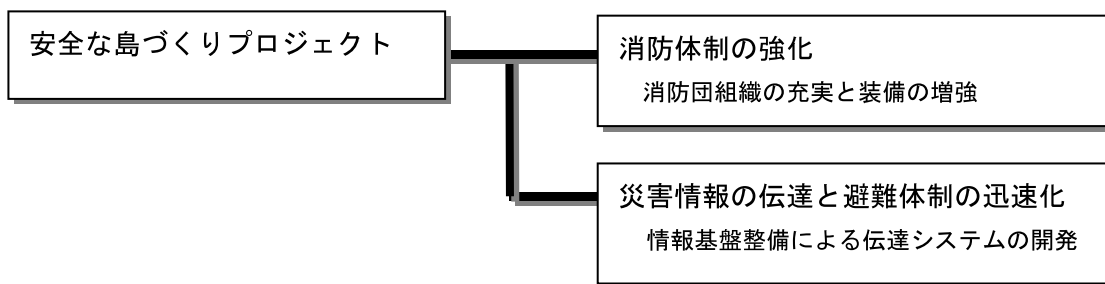 安全な島づくりプロジェクト
消防体制の強化
消防団組織の充実と装備の増強
災害情報の伝達と避難体制の迅速化
情報基盤整備による伝達システムの開発